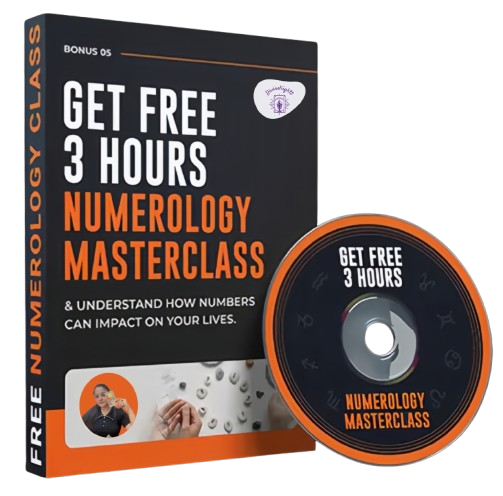 FREE NUMEROLOGY CLASS
BONUS 05
GET FREE
3 HOURS
NUMEROLOGY
MASTERCLASS
& UNDERSTAND HOW NUMBERS
CAN IMPACT ON YOUR LIVES.
GET FREE
3 HOURS
NUMEROLOGY
MASTERCLASS